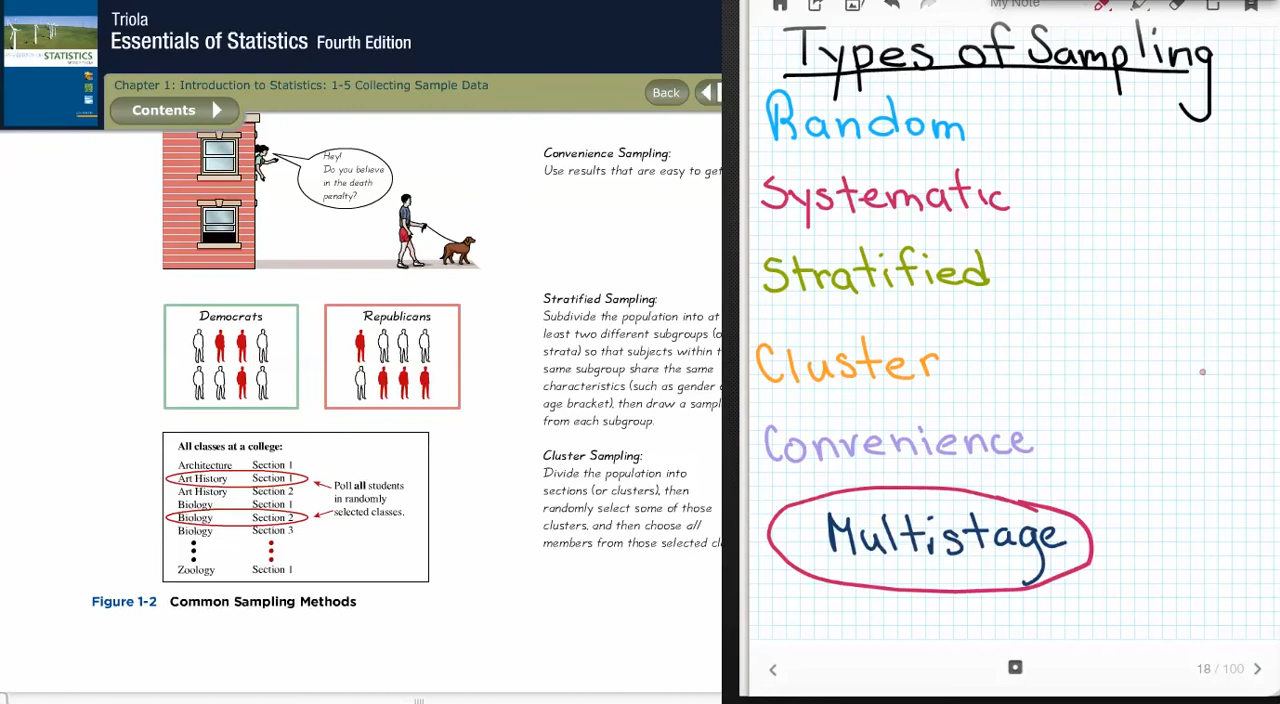 Triola
Essentials of Statistics Fourth Edition
STATISTICS
Chapter 1: Introduction to Statistics: 1-5 Collecting Sample Data
Contents
Back
Hey!
Do you believe
in the death
penalty?
Convenience Sampling:
Use results that are easy to get
Democrats
Republicans
Stratified Sampling:
Subdivide the population into at
least two different subgroups (o
strata) so that subjects within t
same subgroup share the same
characteristics (such as gender
age bracket), then draw a sampl
from each subgroup.
All classes at a college:
Architecture Section 1
Art History Section 1
Art History Section 2
Biology Section 1
Biology Section 2
Biology Section 3
Zoology Section 1
Poll all students
in randomly
selected classes.
Cluster Sampling:
Divide the population into
sections (or clusters), then
randomly select some of those
clusters, and then choose all
members from those selected cl
Figure 1-2 Common Sampling Methods
My Note
Types of Sampling
Random
Systematic
Stratified
Cluster
Convenience
Multistage
18 / 100